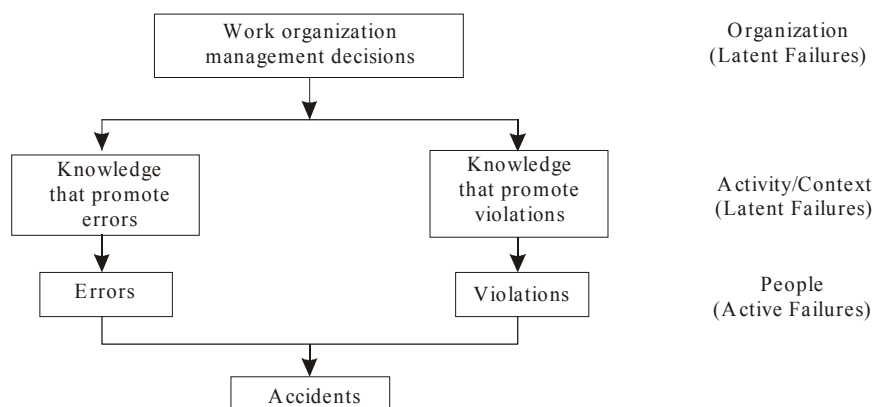 Work organization
management decisions
Organization
(Latent Failures)
Knowledge
that promote
errors
Knowledge
that promote
violations
Activity/Context
(Latent Failures)
Errors
Violations
People
(Active Failures)
Accidents